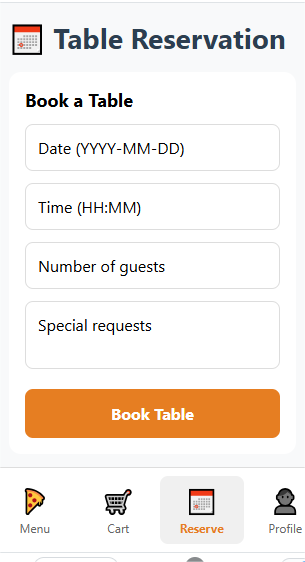 Table Reservation
Book a Table
Date (YYYY-MM-DD)
Time (HH:MM)
Number of guests
Special requests
Book Table
Menu
Cart
Reserve
Profile